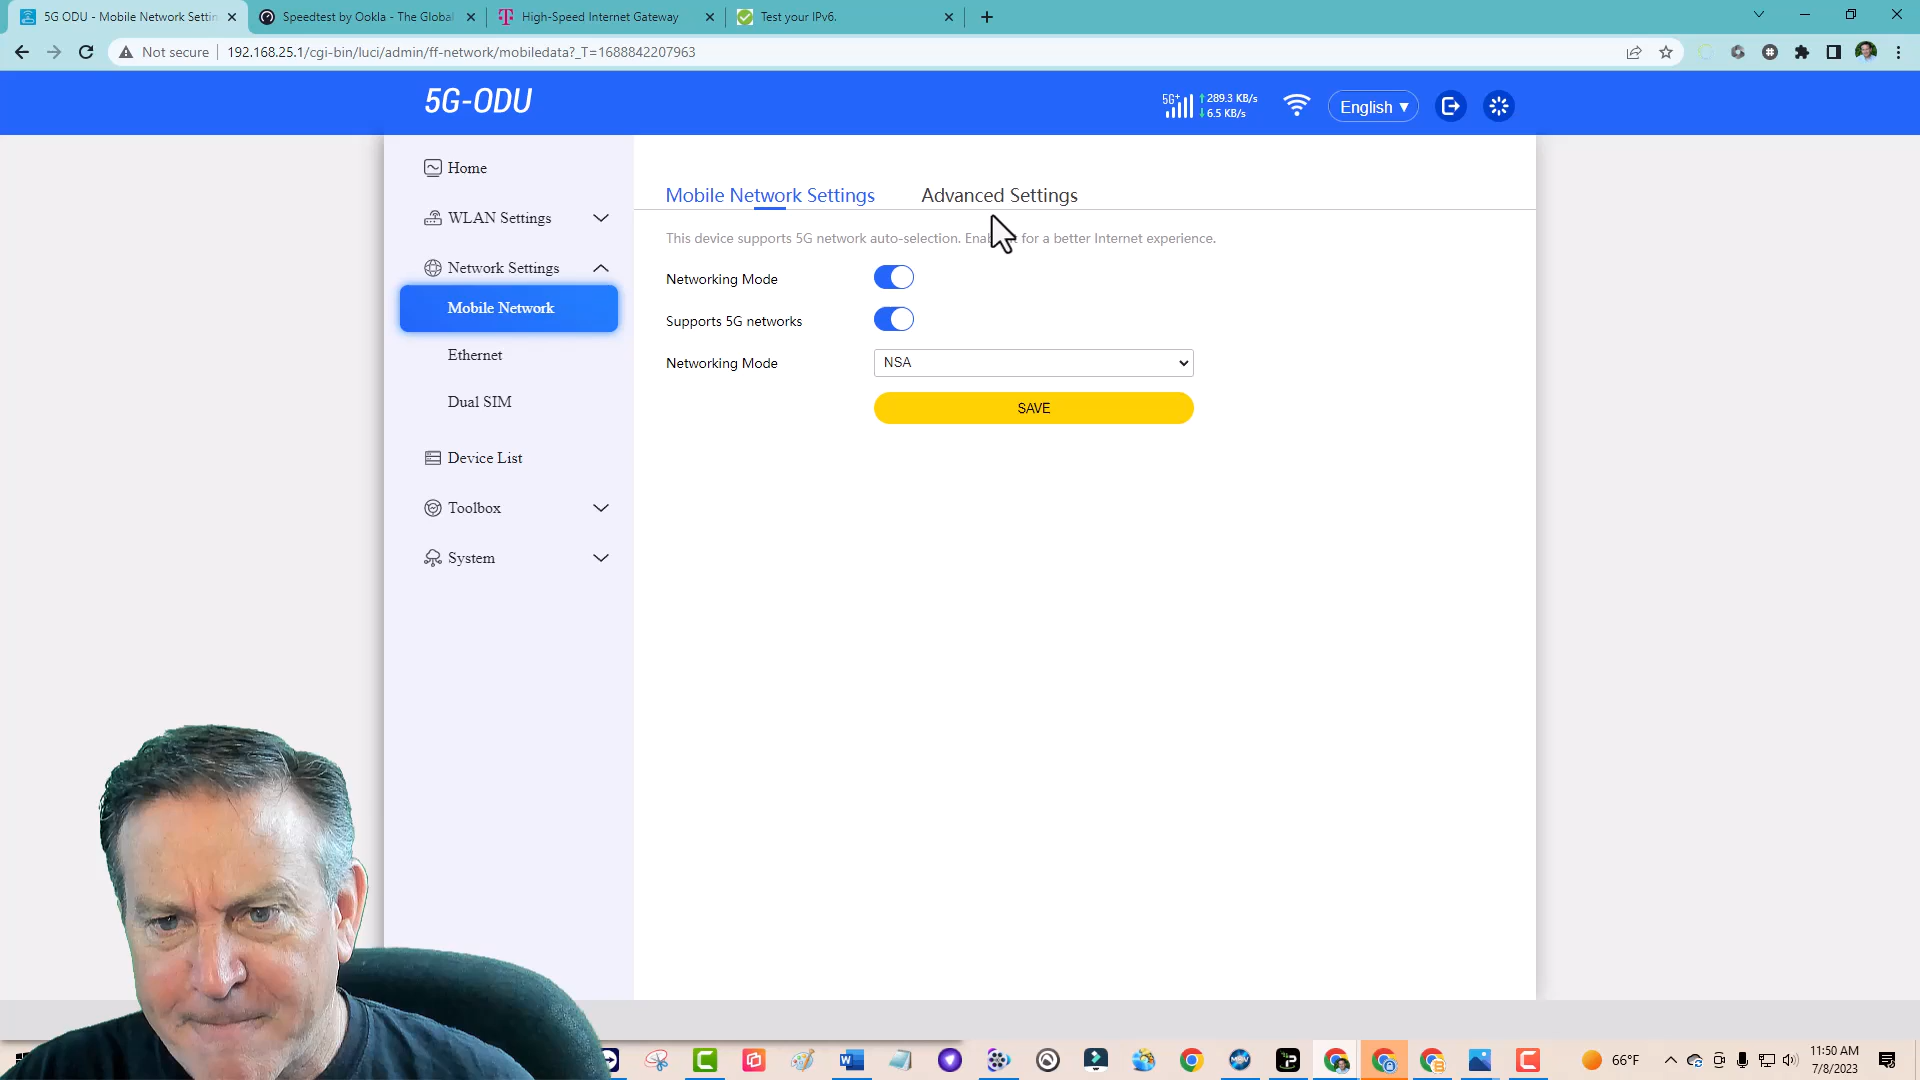 5G ODU - Mobile Network Settin
Speedtest by Ookla - The Global
High-Speed Internet Gateway
Test your IPv6.
Not secure
192.168.25.1/cgi-bin/luci/admin/ff-network/mobiledata?_T=1688842207963
5G-ODU
5G+
↑ 289.3 KB/s
↓ 6.5 KB/s
English ▾
Home
WLAN Settings
Network Settings
Mobile Network
Ethernet
Dual SIM
Device List
Toolbox
System
Mobile Network Settings
Advanced Settings
This device supports 5G network auto-selection. Enab t for a better Internet experience.
Networking Mode
Supports 5G networks
Networking Mode
NSA
SAVE
66°F
11:50 AM
7/8/2023